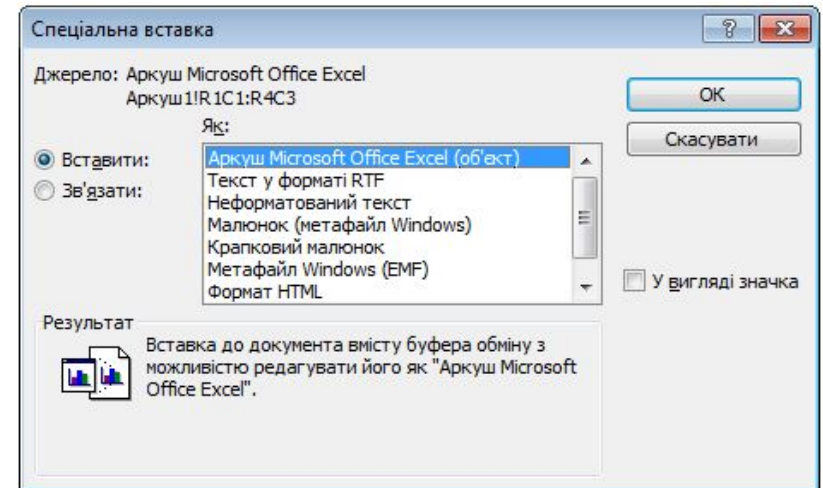 Спеціальна вставка
Джерело: Аркуш Microsoft Office Excel
Аркуш1!R1C1:R4C3
Як:
Вставити:
Зв'язати:
Аркуш Microsoft Office Excel (об'єкт)
Текст у форматі RTF
Неформатований текст
Малюнок (метафайл Windows)
Крапковий малюнок
Метафайл Windows (EMF)
Формат HTML
ОК
Скасувати
У вигляді значка
Результат
Вставка до документа вмісту буфера обміну з
можливістю редагувати його як "Аркуш Microsoft
Office Excel".